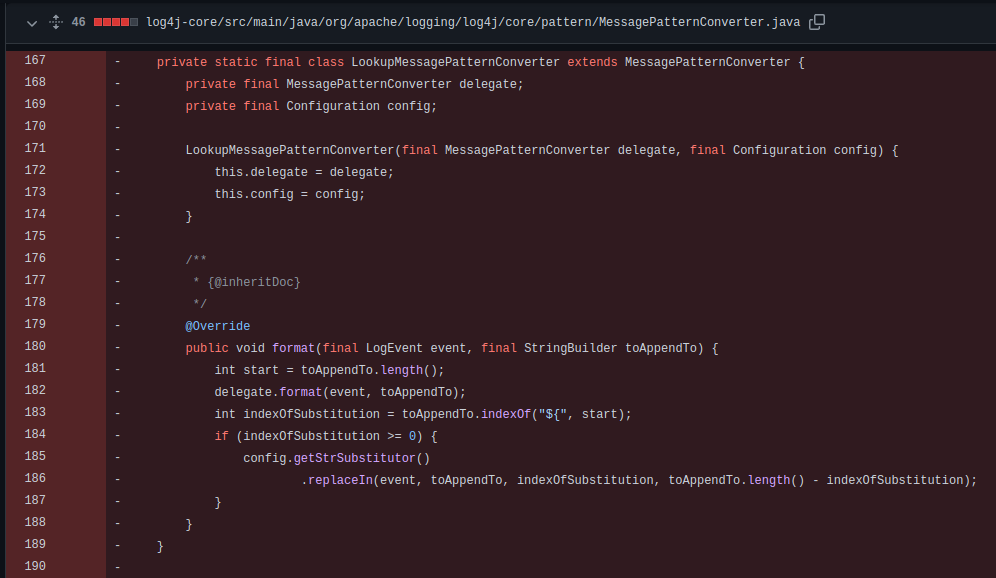 46 log4j-core/src/main/java/org/apache/logging/log4j/core/pattern/MessagePatternConverter.java
167 -     private static final class LookupMessagePatternConverter extends MessagePatternConverter {
168 -         private final MessagePatternConverter delegate;
169 -         private final Configuration config;
170 -
171 -         LookupMessagePatternConverter(final MessagePatternConverter delegate, final Configuration config) {
172 -             this.delegate = delegate;
173 -             this.config = config;
174 -         }
175 -
176 -         /**
177 -          * {@inheritDoc}
178 -          */
179 -         @Override
180 -         public void format(final LogEvent event, final StringBuilder toAppendTo) {
181 -             int start = toAppendTo.length();
182 -             delegate.format(event, toAppendTo);
183 -             int indexOfSubstitution = toAppendTo.indexOf("${", start);
184 -             if (indexOfSubstitution >= 0) {
185 -                 config.getStrSubstitutor()
186 -                         .replaceIn(event, toAppendTo, indexOfSubstitution, toAppendTo.length() - indexOfSubstitution);
187 -             }
188 -         }
189 -     }
190 -